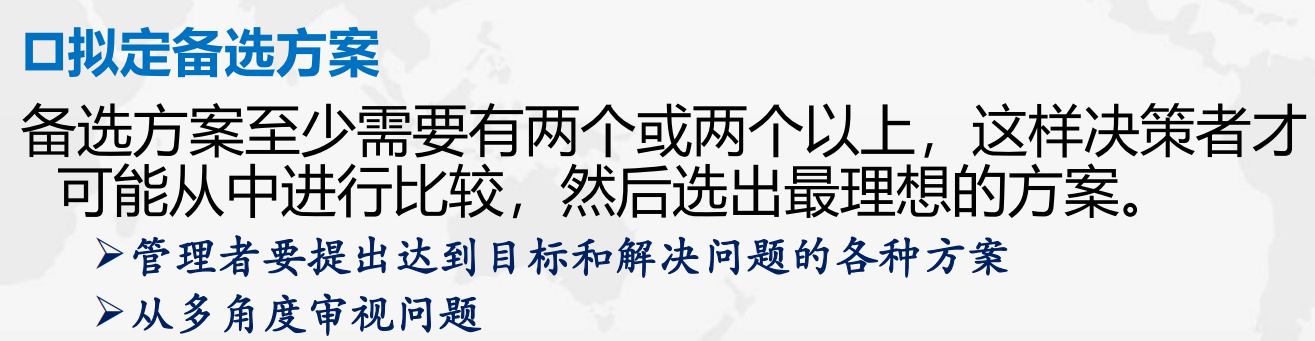 口拟定备选方案
备选方案至少需要有两个或两个以上，这样决策者才
可能从中进行比较，然后选出最理想的方案。
➢管理者要提出达到目标和解决问题的各种方案
➢从多角度审视问题